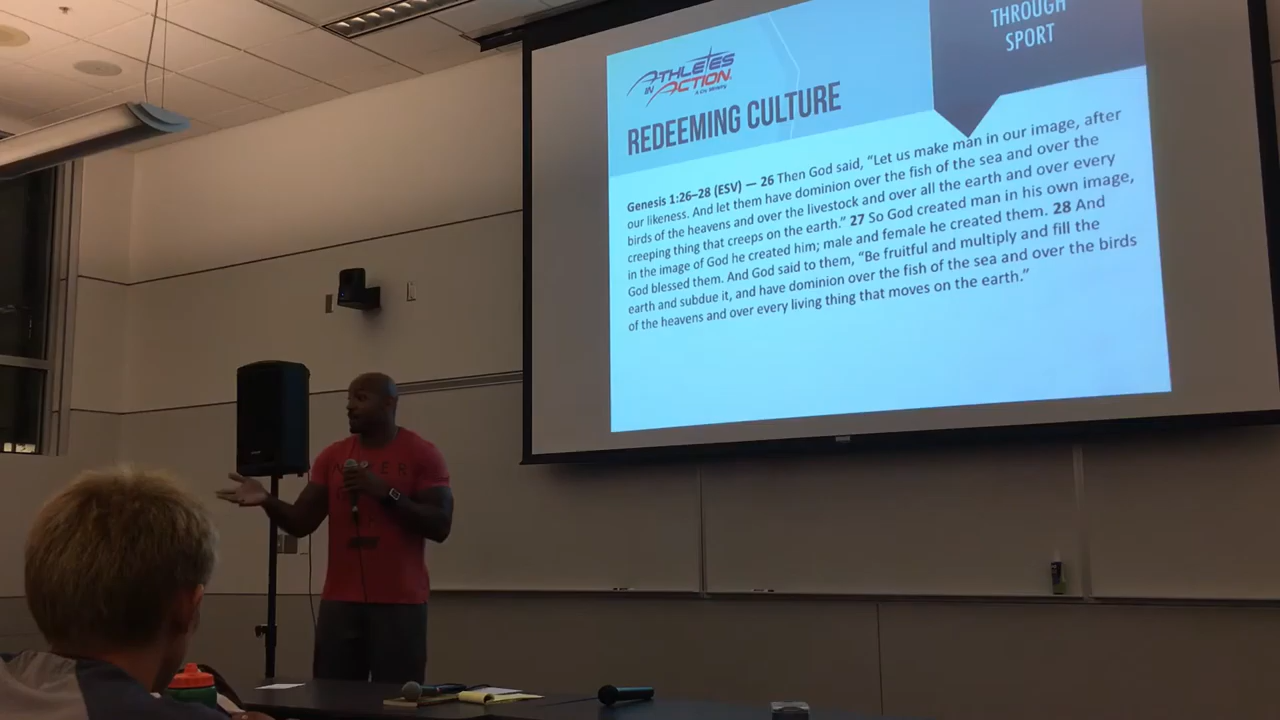 THROUGH
SPORT
ATHLETES
IN ACTION
REDEEMING CULTURE
Genesis 1:26–28 (ESV) — 26 Then God said, “Let us make man in our image, after
our likeness. And let them have dominion over the fish of the sea and over the
birds of the heavens and over the livestock and over all the earth and over every
creeping thing that creeps on the earth.” 27 So God created man in his own image,
in the image of God he created him; male and female he created them. 28 And
God blessed them. And God said to them, “Be fruitful and multiply and fill the
earth and subdue it, and have dominion over the fish of the sea and over the birds
of the heavens and over every living thing that moves on the earth.”